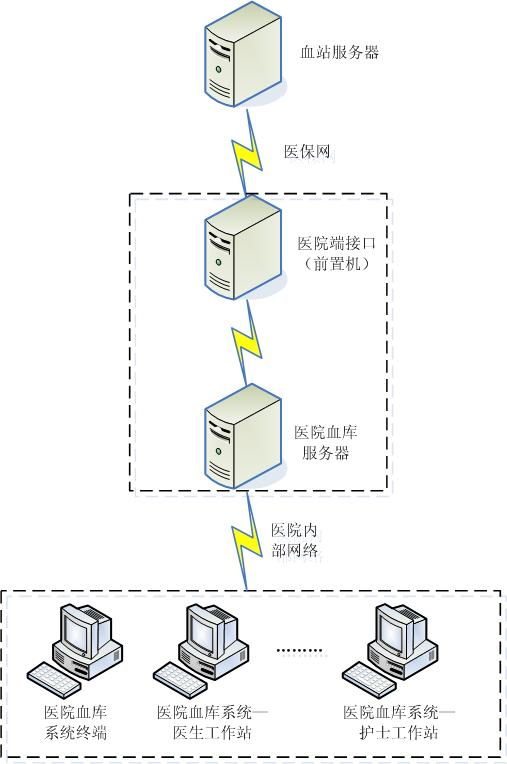 血站服务器
医保网
医院端接口
（前置机）
医院血库
服务器
医院内
部网络
………
医院血库
系统终端
医院血库系统—
医生工作站
医院血库系统—
护士工作站